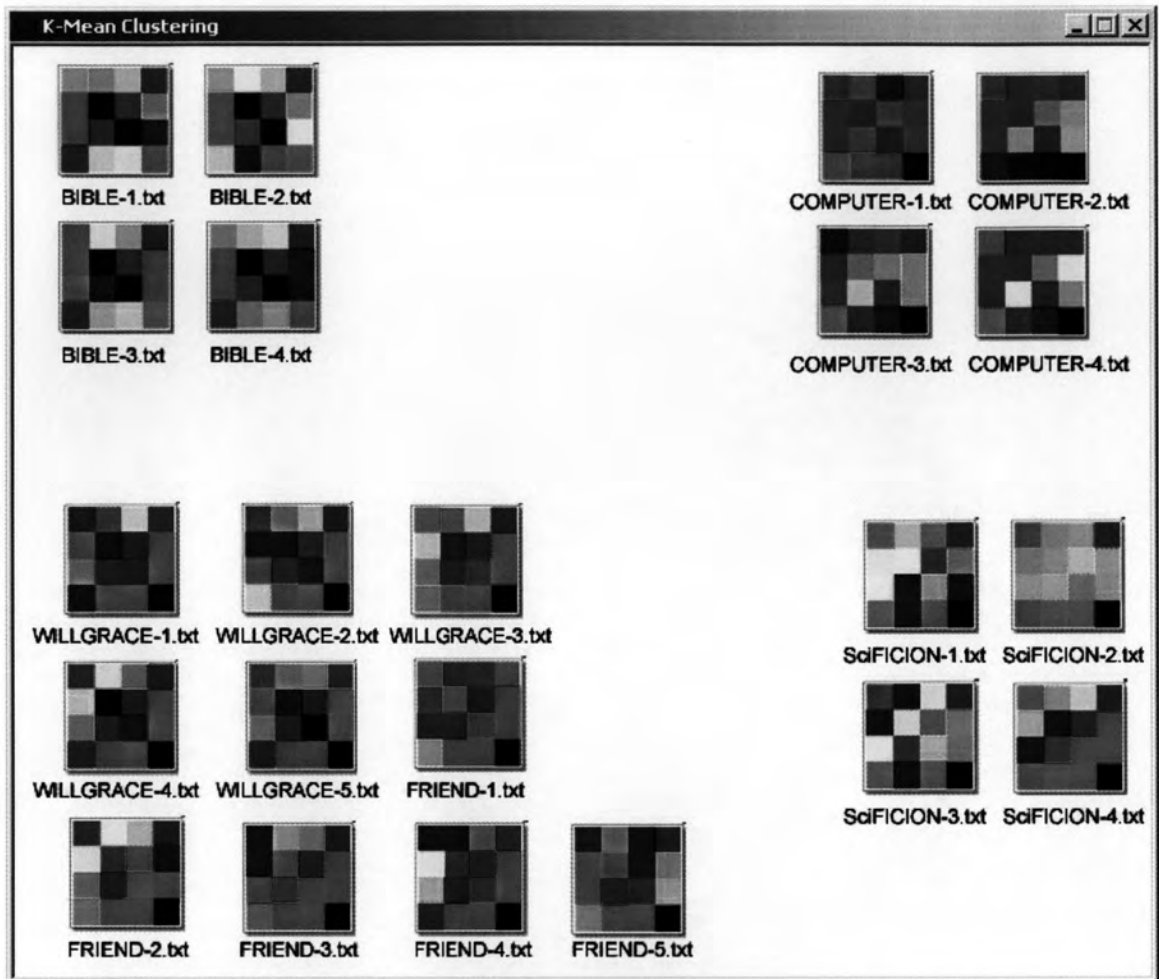 K-Mean Clustering
BIBLE-1.txt BIBLE-2.txt
COMPUTER-1.txt COMPUTER-2.txt
BIBLE-3.txt BIBLE-4.txt
COMPUTER-3.txt COMPUTER-4.txt
WILLGRACE-1.txt WILLGRACE-2.txt WILLGRACE-3.txt
SciFICION-1.txt SciFICION-2.txt
WILLGRACE-4.txt WILLGRACE-5.txt FRIEND-1.txt
SciFICION-3.txt SciFICION-4.txt
FRIEND-2.txt FRIEND-3.txt FRIEND-4.txt FRIEND-5.txt